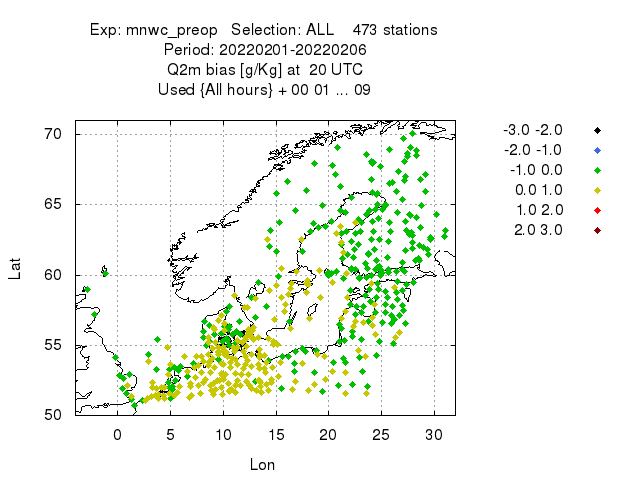 Exp: mnwc_preop   Selection: ALL    473 stations
Period: 20220201-20220206
Q2m bias [g/Kg] at  20 UTC
Used {All hours} + 00 01 ... 09
70
65
60
55
50
0 5 10 15 20 25 30
Lat
Lon
-3.0 -2.0
-2.0 -1.0
-1.0 0.0
0.0 1.0
1.0 2.0
2.0 3.0